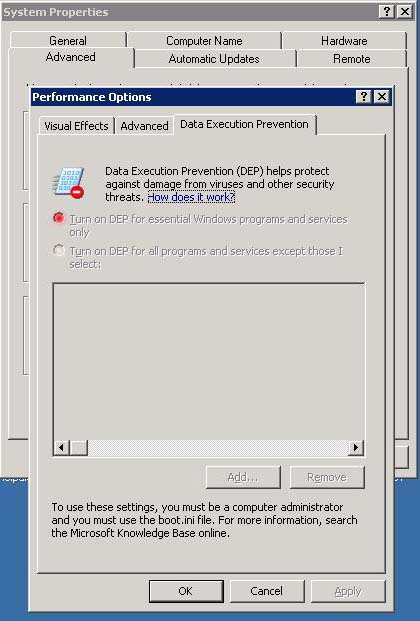 System Properties
General
Computer Name
Hardware
Advanced
Automatic Updates
Remote
Performance Options
Visual Effects
Advanced
Data Execution Prevention
Data Execution Prevention (DEP) helps protect
against damage from viruses and other security
threats. How does it work?
Turn on DEP for essential Windows programs and services
only
Turn on DEP for all programs and services except those I
select:
Add...
Remove
To use these settings, you must be a computer administrator
and you must use the boot.ini file. For more information, search
the Microsoft Knowledge Base online.
OK
Cancel
Apply